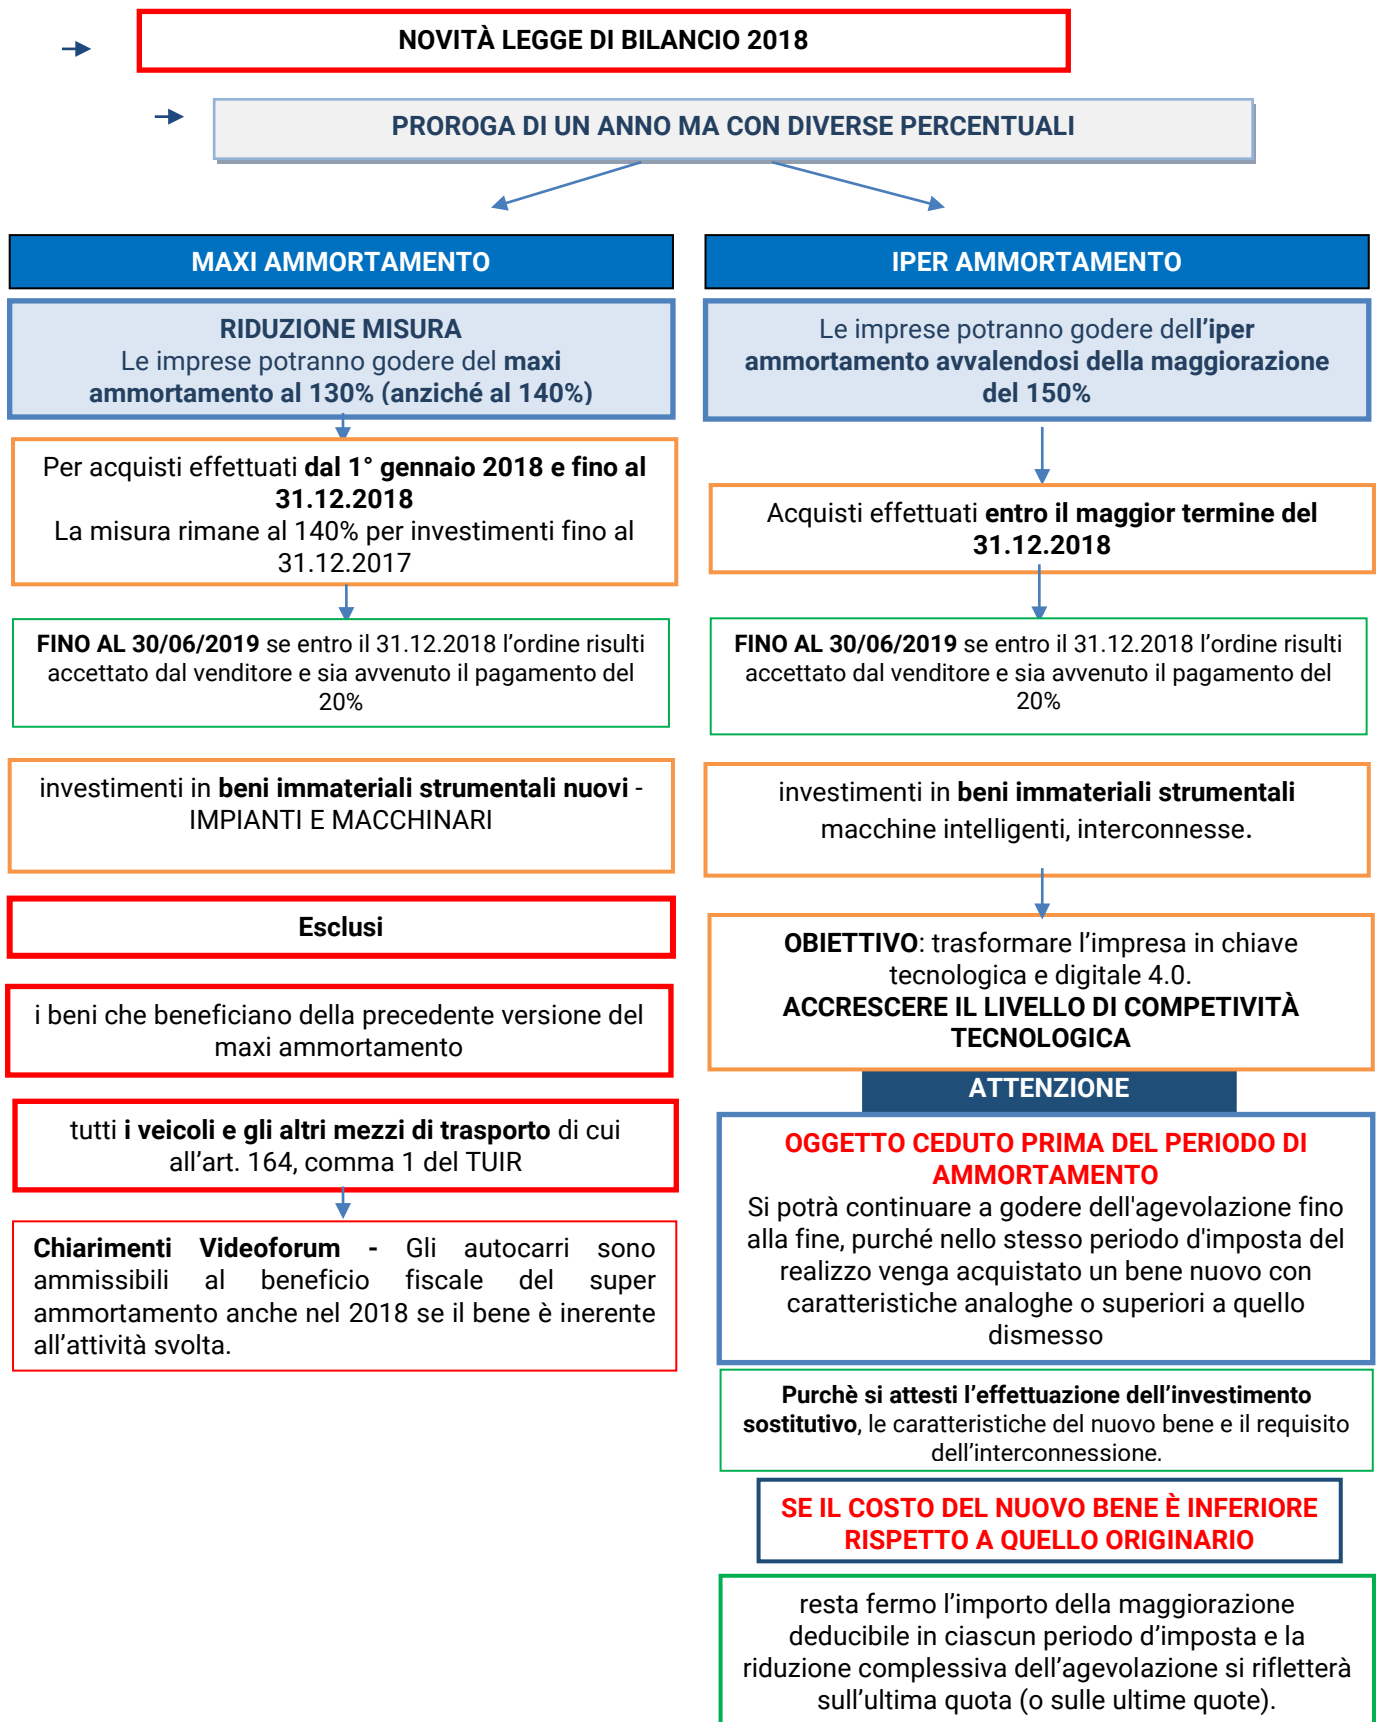 NOVITÀ LEGGE DI BILANCIO 2018
PROROGA DI UN ANNO MA CON DIVERSE PERCENTUALI
MAXI AMMORTAMENTO
RIDUZIONE MISURA
Le imprese potranno godere del maxi
ammortamento al 130% (anziché al 140%)
Per acquisti effettuati dal 1° gennaio 2018 e fino al
31.12.2018
La misura rimane al 140% per investimenti fino al
31.12.2017
FINO AL 30/06/2019 se entro il 31.12.2018 l’ordine risulti
accettato dal venditore e sia avvenuto il pagamento del
20%
investimenti in beni immateriali strumentali nuovi -
IMPIANTI E MACCHINARI
Esclusi
i beni che beneficiano della precedente versione del
maxi ammortamento
tutti i veicoli e gli altri mezzi di trasporto di cui
all’art. 164, comma 1 del TUIR
Chiarimenti Videoforum - Gli autocarri sono
ammissibili al beneficio fiscale del super
ammortamento anche nel 2018 se il bene è inerente
all’attività svolta.
IPER AMMORTAMENTO
Le imprese potranno godere dell’iper
ammortamento avvalendosi della maggiorazione
del 150%
Acquisti effettuati entro il maggior termine del
31.12.2018
FINO AL 30/06/2019 se entro il 31.12.2018 l’ordine risulti
accettato dal venditore e sia avvenuto il pagamento del
20%
investimenti in beni immateriali strumentali
macchine intelligenti, interconnesse.
OBIETTIVO: trasformare l’impresa in chiave
tecnologica e digitale 4.0.
ACCRESCERE IL LIVELLO DI COMPETIVITÀ
TECNOLOGICA
ATTENZIONE
OGGETTO CEDUTO PRIMA DEL PERIODO DI
AMMORTAMENTO
Si potrà continuare a godere dell'agevolazione fino
alla fine, purché nello stesso periodo d'imposta del
realizzo venga acquistato un bene nuovo con
caratteristiche analoghe o superiori a quello
dismesso
Purchè si attesti l’effettuazione dell’investimento
sostitutivo, le caratteristiche del nuovo bene e il requisito
dell’interconnessione.
SE IL COSTO DEL NUOVO BENE È INFERIORE
RISPETTO A QUELLO ORIGINARIO
resta fermo l’importo della maggiorazione
deducibile in ciascun periodo d’imposta e la
riduzione complessiva dell’agevolazione si rifletterà
sull’ultima quota (o sulle ultime quote).